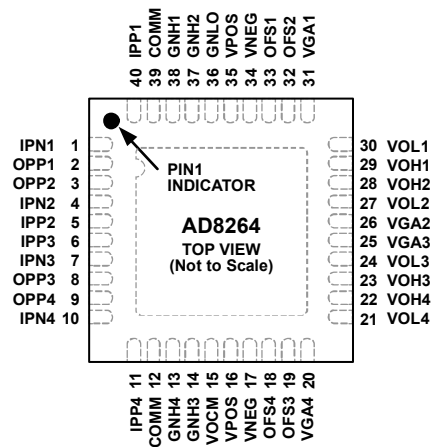 40 IPP1
39 COMM
38 GNH1
37 GNH2
36 GNLO
35 VPOS
34 VNEG
33 OFS1
32 OFS2
31 VGA1
IPN1 1
OPP1 2
OPP2 3
IPN2 4
IPP2 5
IPP3 6
IPN3 7
OPP3 8
OPP4 9
IPN4 10
PIN1
INDICATOR
AD8264
TOP VIEW
(Not to Scale)
30 VOL1
29 VOH1
28 VOH2
27 VOL2
26 VGA2
25 VGA3
24 VOL3
23 VOH3
22 VOH4
21 VOL4
IPP4 11
COMM 12
GNH4 13
GNH3 14
VOCM 15
VPOS 16
VNEG 17
OFS4 18
OFS3 19
VGA4 20